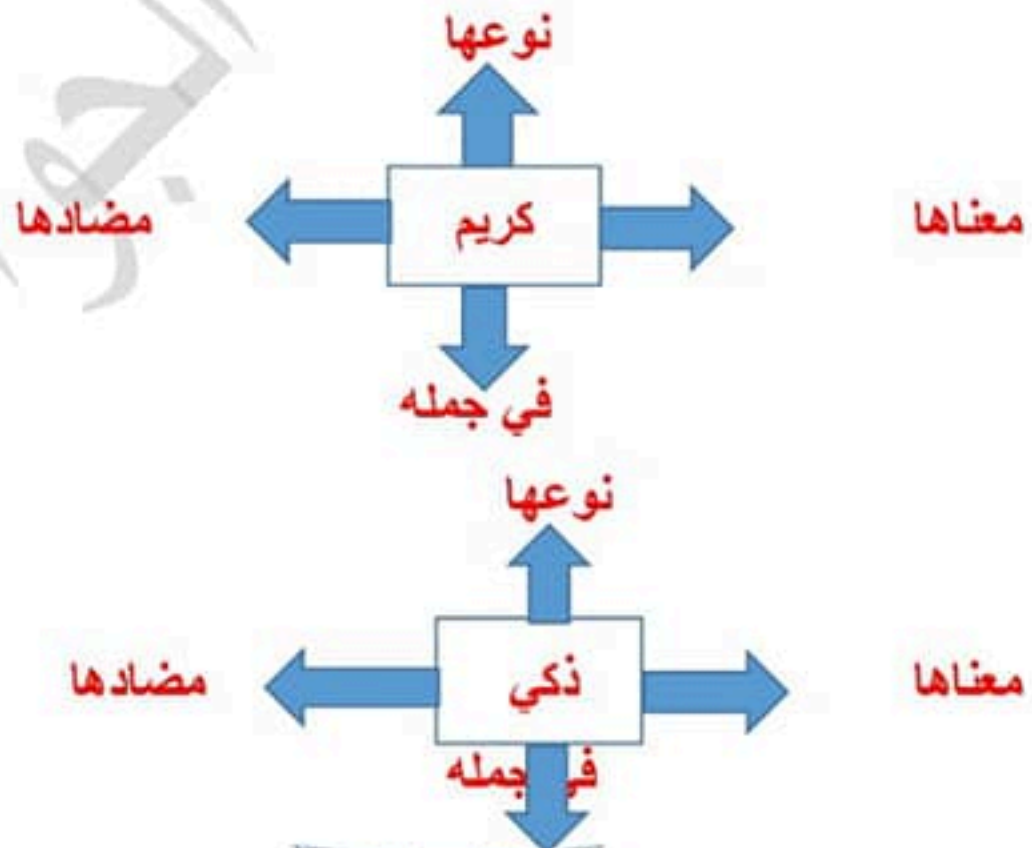 نوعها
معناها
كريم
مضادها
في جمله
نوعها
معناها
ذكي
مضادها
في جمله